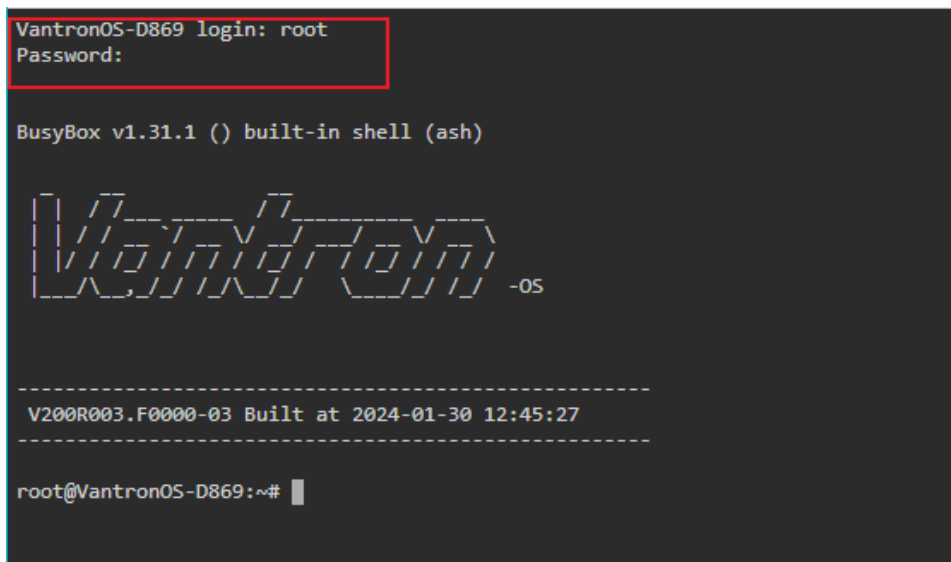 VantronOS-D869 login: root
Password:
BusyBox v1.31.1 () built-in shell (ash)
Vantron -OS
-----------------------------------------------------
V200R003.F0000-03 Built at 2024-01-30 12:45:27
-----------------------------------------------------
root@VantronOS-D869:~#